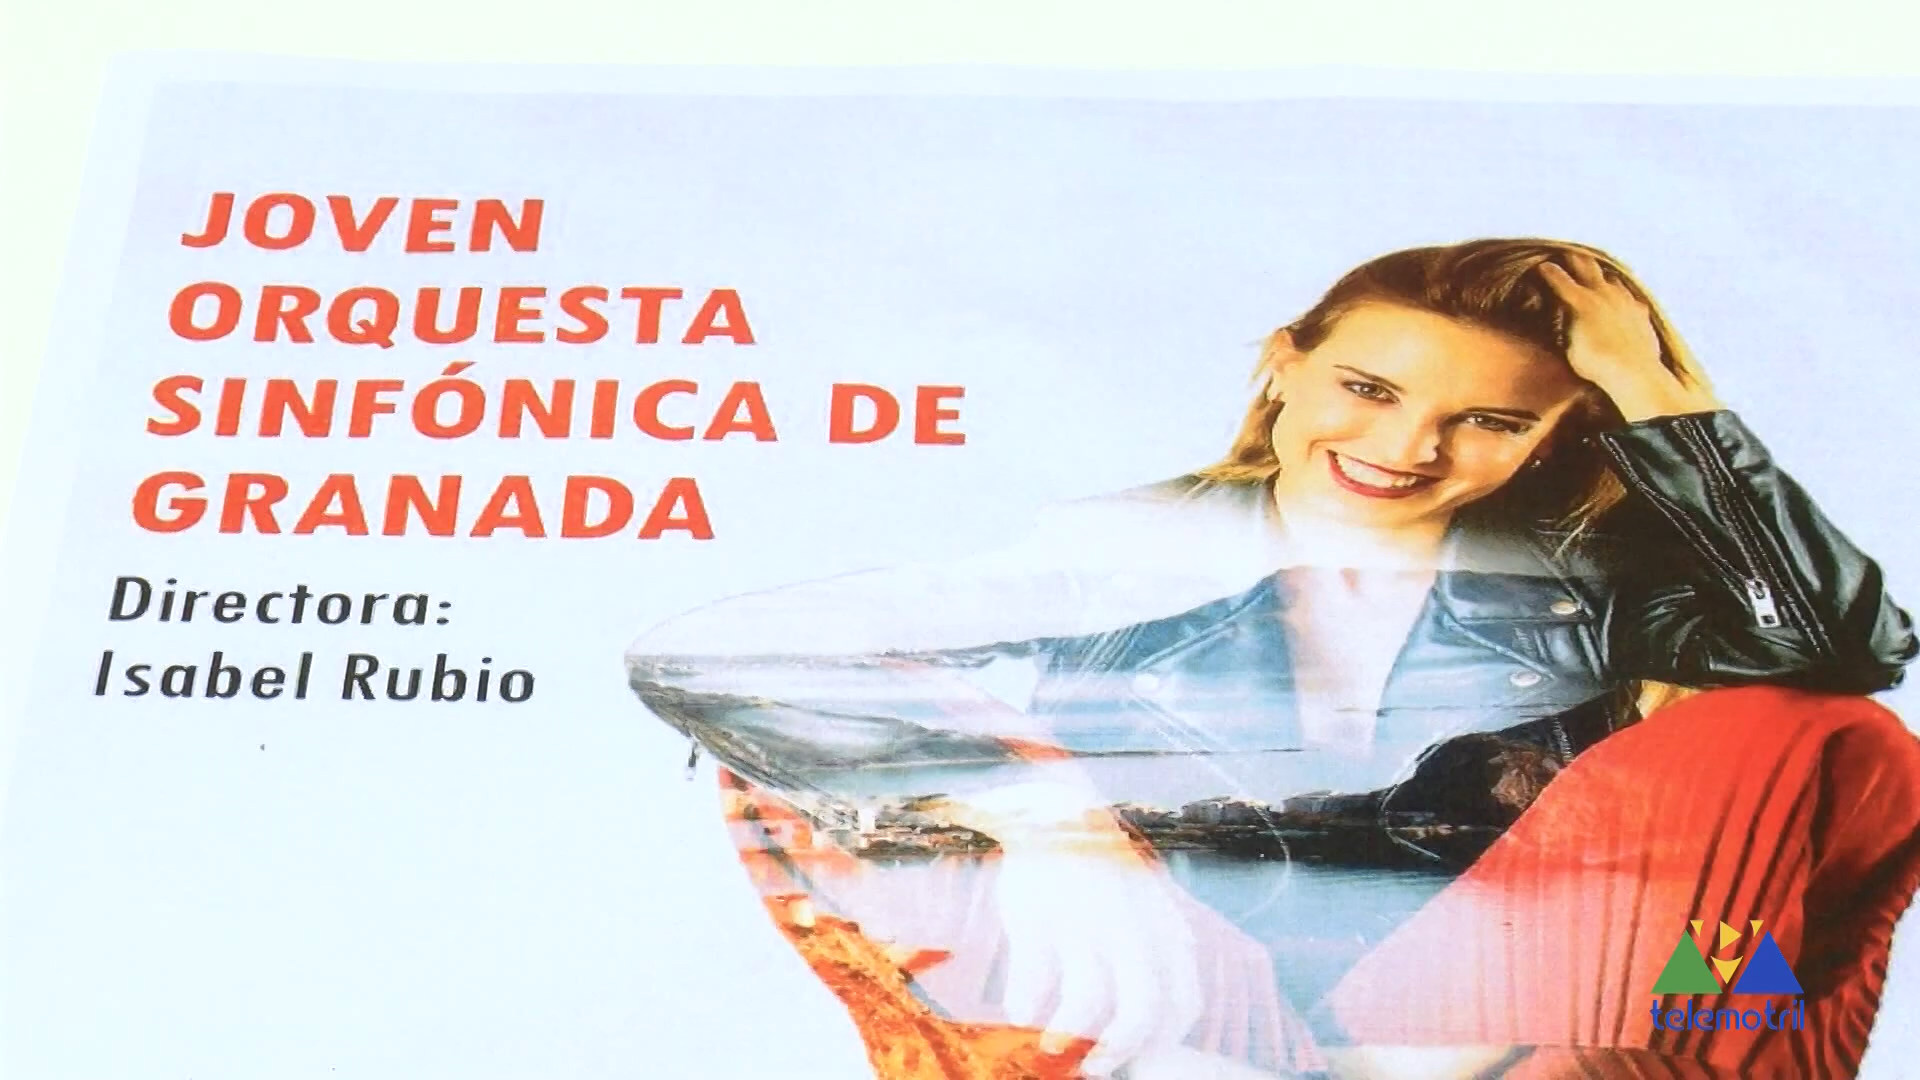 JOVEN
ORQUESTA
SINFÓNICA DE
GRANADA
Directora:
Isabel Rubio
telemotril